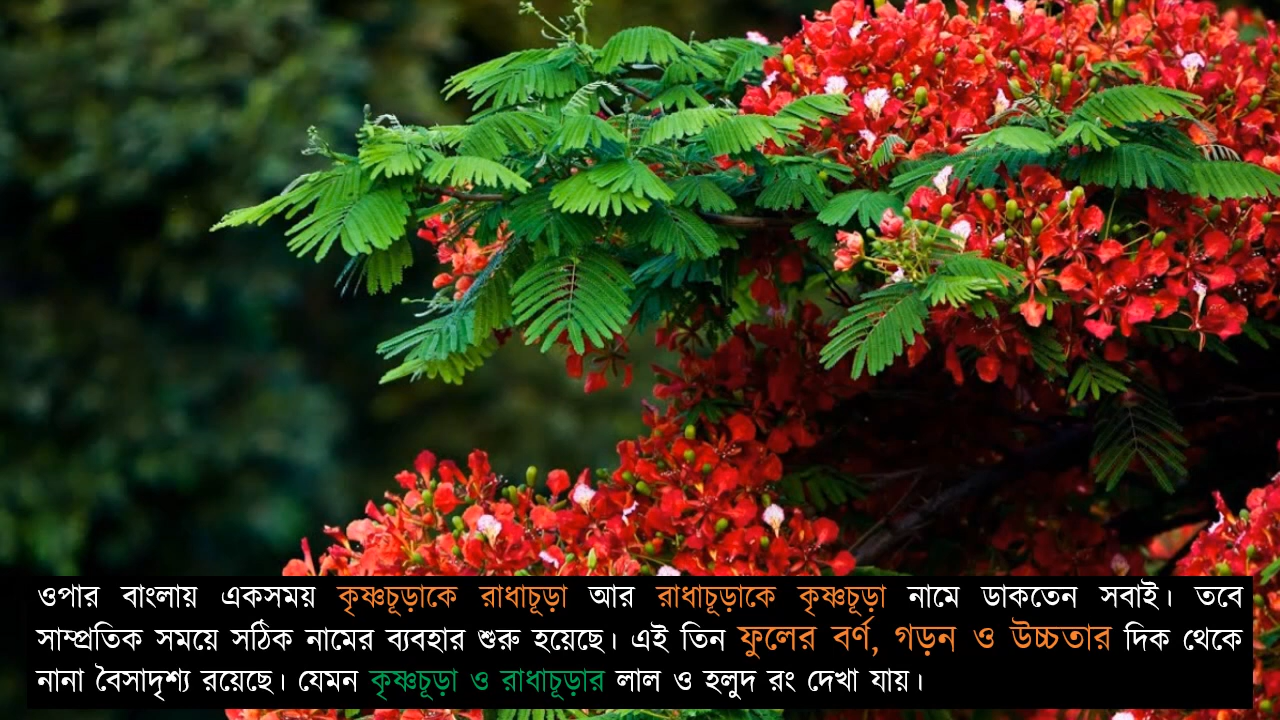 ওপার বাংলায় একসময় কৃষ্ণচূড়াকে রাধাচূড়া আর রাধাচূড়াকে কৃষ্ণচূড়া নামে ডাকতেন সবাই। তবে
সাম্প্রতিক সময়ে সঠিক নামের ব্যবহার শুরু হয়েছে। এই তিন ফুলের বর্ণ, গড়ন ও উচ্চতার দিক থেকে
নানা বৈসাদৃশ্য রয়েছে। যেমন কৃষ্ণচূড়া ও রাধাচূড়ার লাল ও হলুদ রং দেখা যায়।